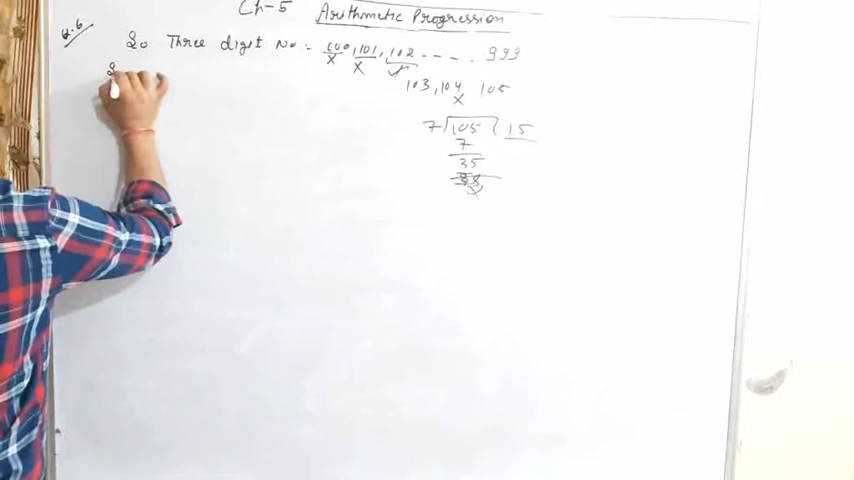 Ch-5 Arithmetic Progression
Q.6
So Three digit No :- 100, 101, 102 - - - - . 999
x x ✓
103, 104, 105
x
7)105(15
7
35
35
x
S